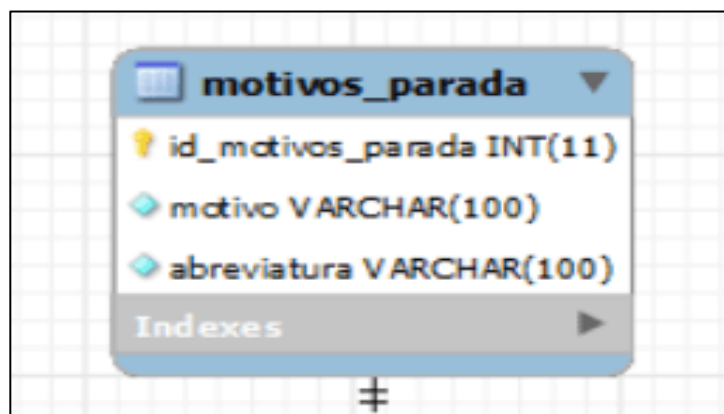 motivos_parada
id_motivos_parada INT(11)
motivo VARCHAR(100)
abreviatura VARCHAR(100)
Indexes